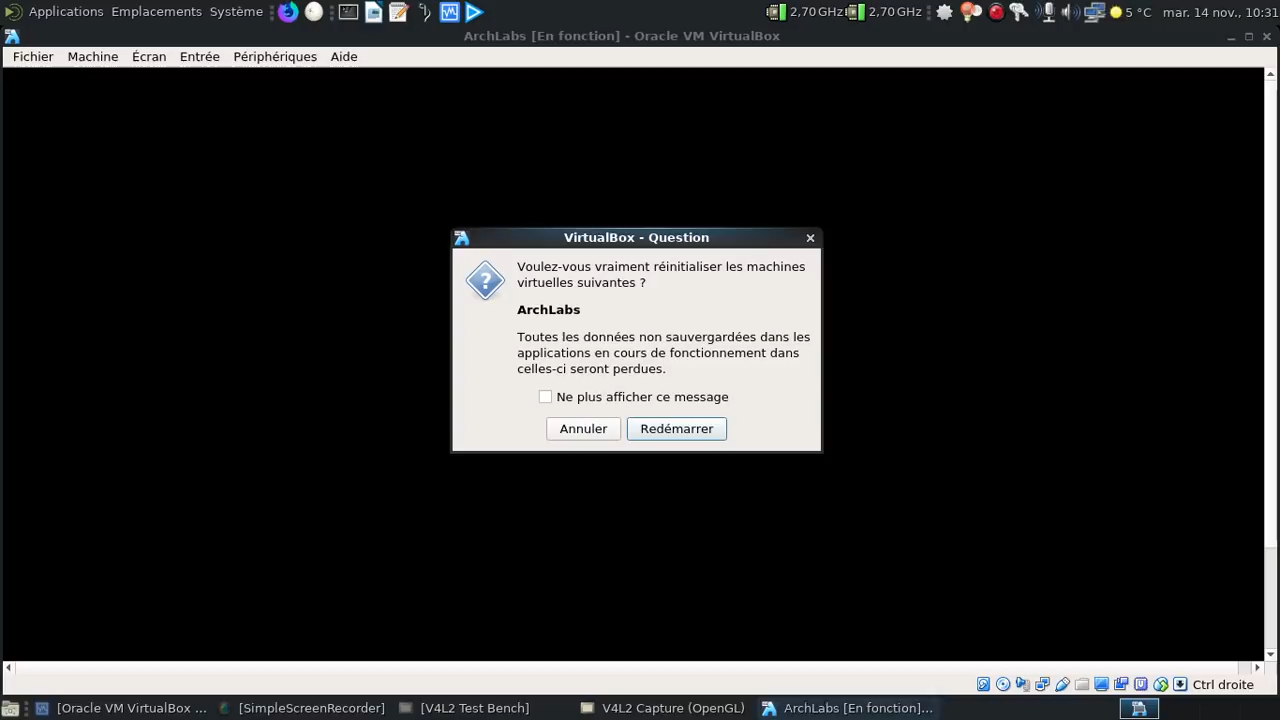 Applications Emplacements Système 2,70 GHz 2,70 GHz 5 °C mar. 14 nov., 10:31
ArchLabs [En fonction] - Oracle VM VirtualBox
Fichier Machine Écran Entrée Périphériques Aide
VirtualBox - Question
Voulez-vous vraiment réinitialiser les machines
virtuelles suivantes ?
ArchLabs
Toutes les données non sauvergardées dans les
applications en cours de fonctionnement dans
celles-ci seront perdues.
Ne plus afficher ce message
Annuler Redémarrer
Ctrl droite
[Oracle VM VirtualBox ... [SimpleScreenRecorder] [V4L2 Test Bench] V4L2 Capture (OpenGL) ArchLabs [En fonction]...